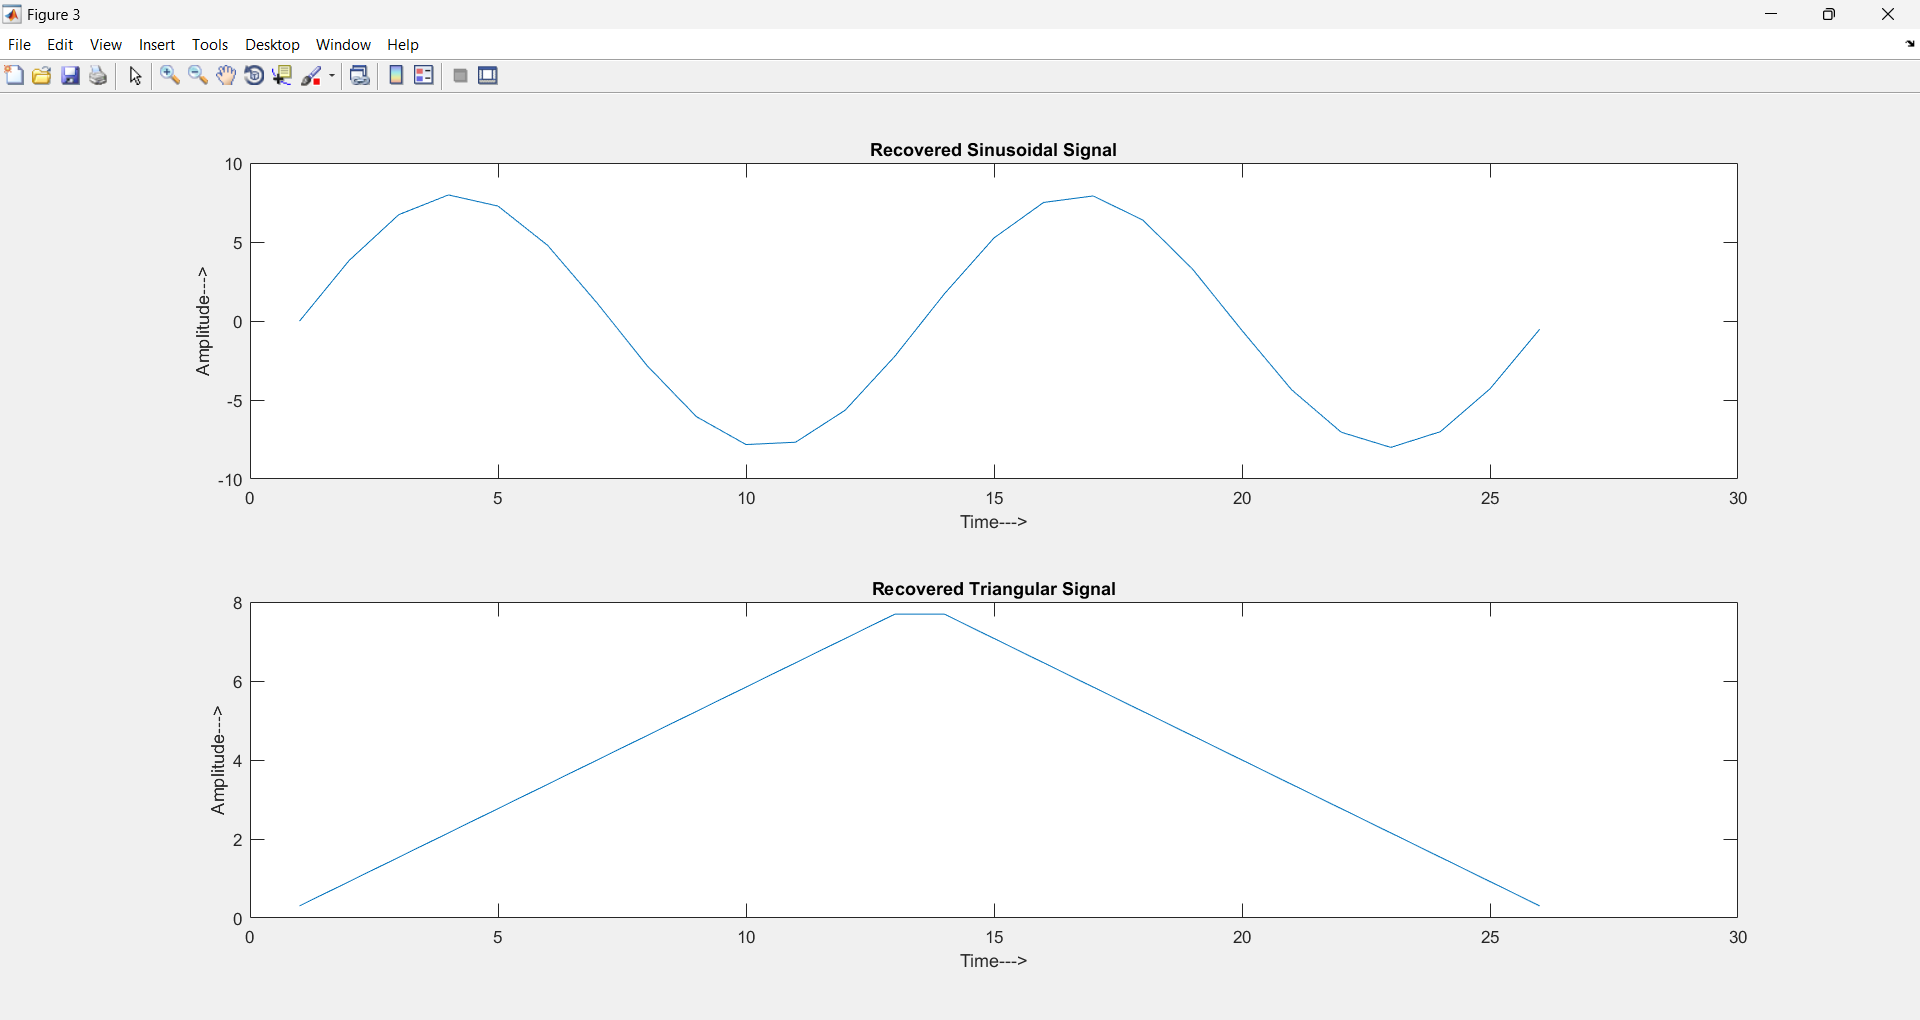 Figure 3
File Edit View Insert Tools Desktop Window Help
Recovered Sinusoidal Signal
10
5
0
-5
-10
Amplitude--->
0 5 10 15 20 25 30
Time--->
Recovered Triangular Signal
8
6
4
2
0
Amplitude--->
0 5 10 15 20 25 30
Time--->